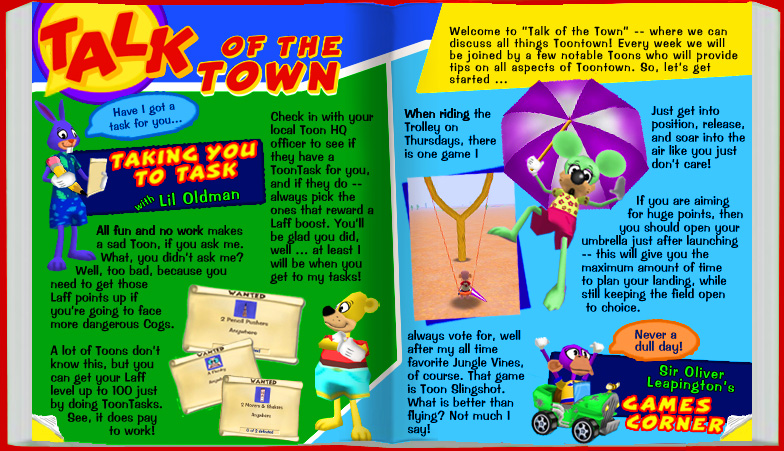 TALK
OF THE
TOWN
Welcome to "Talk of the Town" -- where we can
discuss all things Toontown! Every week we will
be joined by a few notable Toons who will provide
tips on all aspects of Toontown. So, let's get
started ...
Have I got a
task for you...
TAKING YOU
TO TASK
with Lil Oldman
All fun and no work makes
a sad Toon, if you ask me.
What, you didn't ask me?
Well, too bad, because you
need to get those
Laff points up if
you're going to face
more dangerous Cogs.
A lot of Toons don't
know this, but you
can get your Laff
level up to 100 just
by doing ToonTasks.
See, it does pay
to work!
Check in with your
local Toon HQ
officer to see if
they have a
ToonTask for you,
and if they do --
always pick the
ones that reward a
Laff boost. You'll
be glad you did,
well ... at least I
will be when you
get to my tasks!
WANTED
2 Pencil Pushers
Anywhere
WANTED
WANTED
2 Movers & Shakers
Anywhere
0 of 2 defeated
When riding the
Trolley on
Thursdays, there
is one game I
always vote for, well
after my all time
favorite Jungle Vines,
of course. That game
is Toon Slingshot.
What is better than
flying? Not much I
say!
Just get into
position, release,
and soar into the
air like you just
don't care!
If you are aiming
for huge points, then
you should open your
umbrella just after launching
-- this will give you the
maximum amount of time
to plan your landing, while
still keeping the field open
to choice.
Never a
dull day!
Sir Oliver
Leapington's
GAMES
CORNER